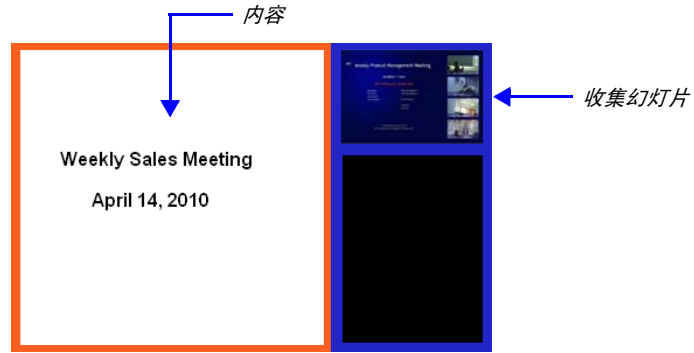 内容
Weekly Product Management Meeting
收集幻灯片
Weekly Sales Meeting
April 14, 2010